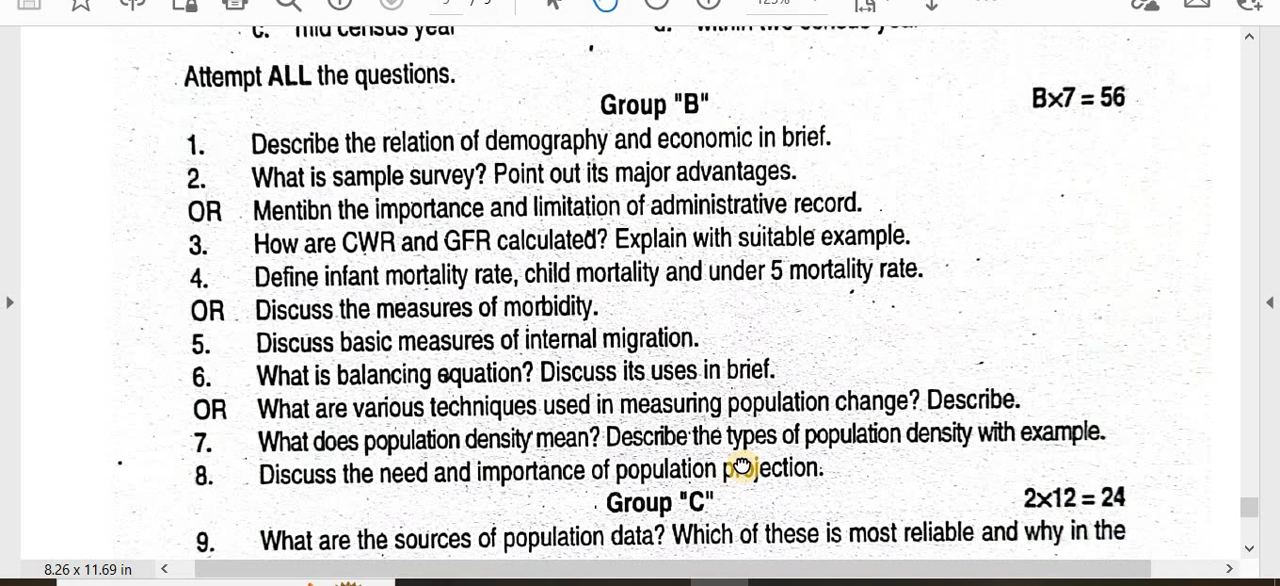 c. mid census year
Attempt ALL the questions.
Group "B"
Bx7 = 56
1. Describe the relation of demography and economic in brief.
2. What is sample survey? Point out its major advantages.
OR Mentibn the importance and limitation of administrative record.
3. How are CWR and GFR calculated? Explain with suitable example.
4. Define infant mortality rate, child mortality and under 5 mortality rate.
OR Discuss the measures of morbidity.
5. Discuss basic measures of internal migration.
6. What is balancing equation? Discuss its uses in brief.
OR What are various techniques used in measuring population change? Describe.
7. What does population density mean? Describe the types of population density with example.
8. Discuss the need and importance of population projection.
Group "C"
2x12 = 24
9. What are the sources of population data? Which of these is most reliable and why in the
8.26 x 11.69 in